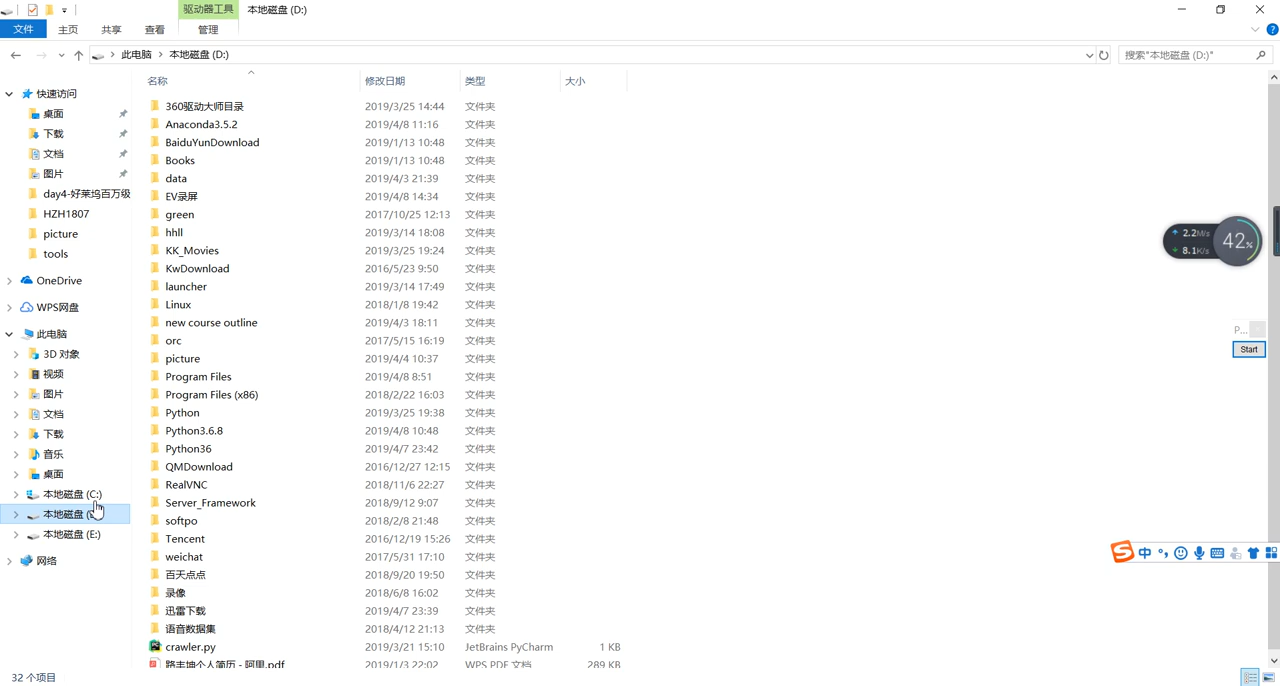 驱动器工具 本地磁盘 (D:)
文件 主页 共享 查看 管理
此电脑 本地磁盘 (D:) 搜索"本地磁盘 (D:)"
名称 修改日期 类型 大小
快速访问
桌面
下载
文档
图片
day4-好莱坞百万级
HZH1807
picture
tools
OneDrive
WPS网盘
此电脑
3D 对象
视频
图片
文档
下载
音乐
桌面
本地磁盘 (C:)
本地磁盘
本地磁盘 (E:)
网络
360驱动大师目录 2019/3/25 14:44 文件夹
Anaconda3.5.2 2019/4/8 11:16 文件夹
BaiduYunDownload 2019/1/13 10:48 文件夹
Books 2019/1/13 10:48 文件夹
data 2019/4/3 21:39 文件夹
EV录屏 2019/4/8 14:34 文件夹
green 2017/10/25 12:13 文件夹
hhll 2019/3/14 18:08 文件夹
KK_Movies 2019/3/25 19:24 文件夹
KwDownload 2016/5/23 9:50 文件夹
launcher 2019/3/14 17:49 文件夹
Linux 2018/1/8 19:42 文件夹
new course outline 2019/4/3 18:11 文件夹
orc 2017/5/15 16:19 文件夹
picture 2019/4/4 10:37 文件夹
Program Files 2019/4/8 8:51 文件夹
Program Files (x86) 2018/2/22 16:03 文件夹
Python 2019/3/25 19:38 文件夹
Python3.6.8 2019/4/8 10:48 文件夹
Python36 2019/4/7 23:42 文件夹
QMDownload 2016/12/27 12:15 文件夹
RealVNC 2018/11/6 22:27 文件夹
Server_Framework 2018/9/12 9:07 文件夹
softpo 2018/2/8 21:48 文件夹
Tencent 2016/12/19 15:26 文件夹
weichat 2017/5/31 17:10 文件夹
百天点点 2018/9/20 19:50 文件夹
录像 2018/6/8 16:02 文件夹
迅雷下载 2019/4/7 23:39 文件夹
语音数据集 2018/4/12 21:13 文件夹
crawler.py 2019/3/21 15:10 JetBrains PyCharm 1 KB
路丰坤个人简历 - 阿里.pdf 2019/1/3 22:02 WPS PDF 文档 289 KB
2.2M/s
8.1K/s
42%
P...
Start
中
32 个项目